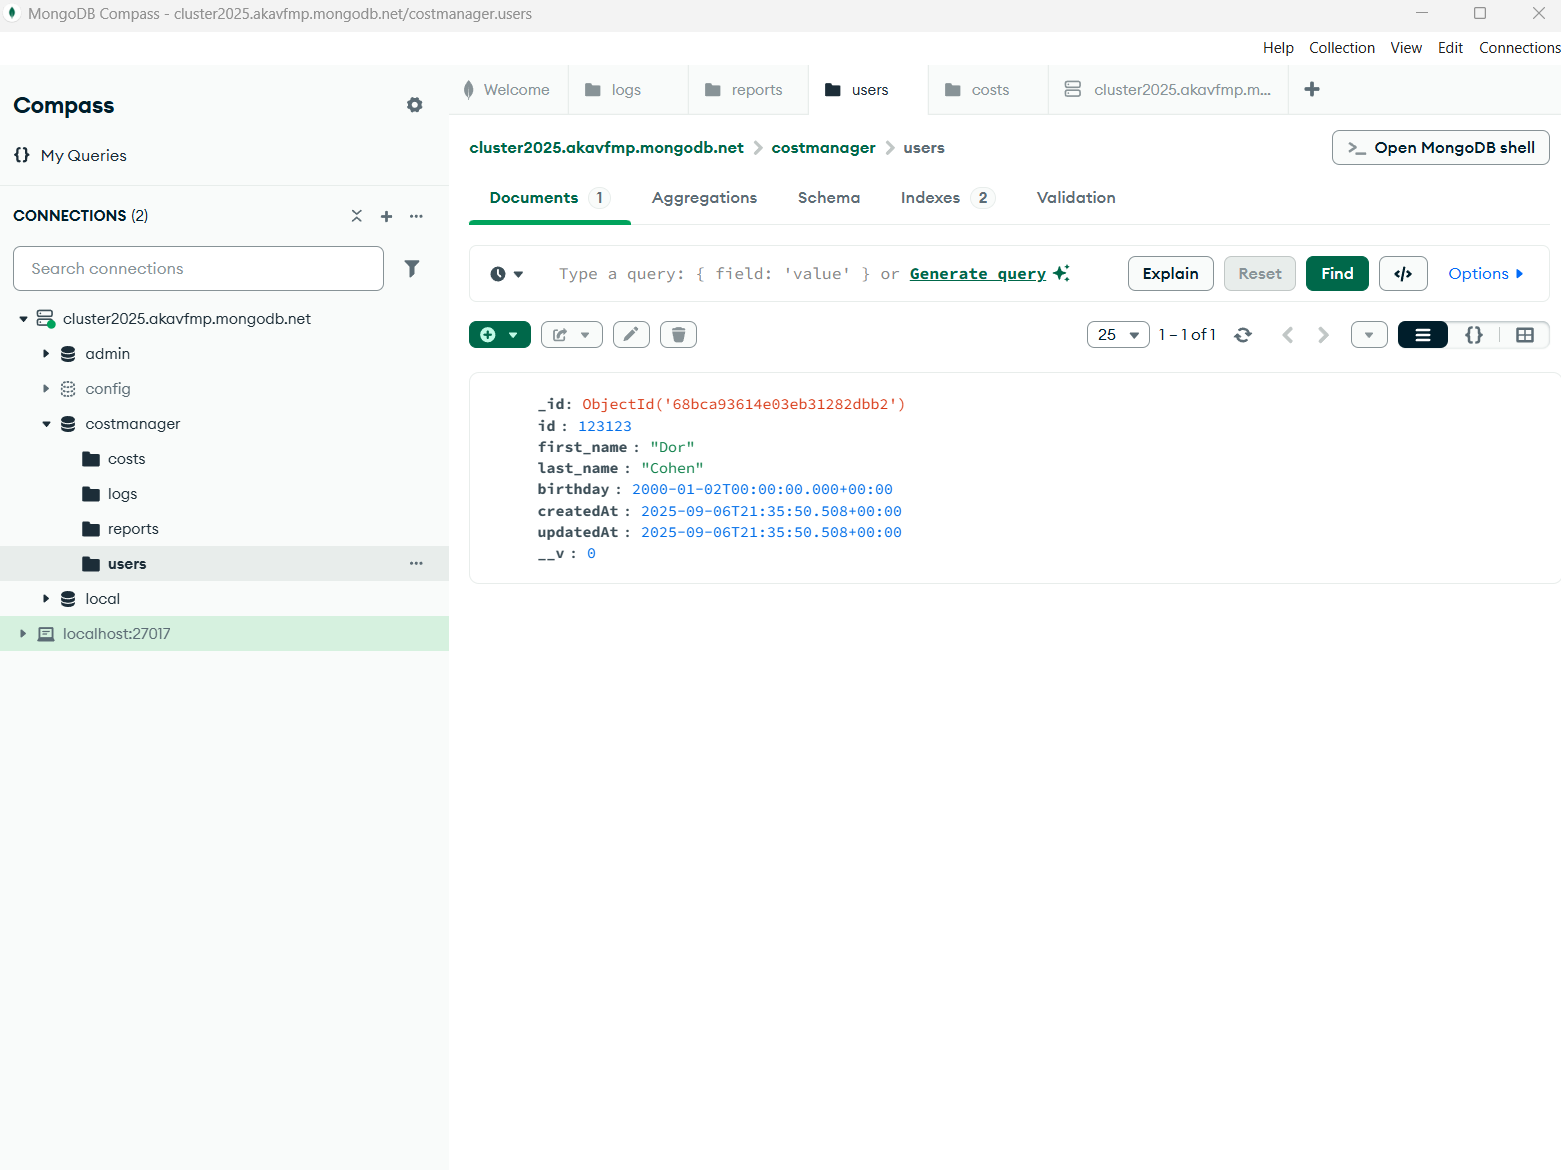 MongoDB Compass - cluster2025.akavfmp.mongodb.net/costmanager.users
Help Collection View Edit Connections
Compass
My Queries
CONNECTIONS (2)
Search connections
cluster2025.akavfmp.mongodb.net
admin
config
costmanager
costs
logs
reports
users
local
localhost:27017
Welcome logs reports users costs cluster2025.akavfmp.m...
cluster2025.akavfmp.mongodb.net > costmanager > users
>_ Open MongoDB shell
Documents 1 Aggregations Schema Indexes 2 Validation
Type a query: { field: 'value' } or Generate query
Explain Reset Find </> Options
25 1 – 1 of 1 {}
_id: ObjectId('68bca93614e03eb31282dbb2')
id : 123123
first_name : "Dor"
last_name : "Cohen"
birthday : 2000-01-02T00:00:00.000+00:00
createdAt : 2025-09-06T21:35:50.508+00:00
updatedAt : 2025-09-06T21:35:50.508+00:00
__v : 0